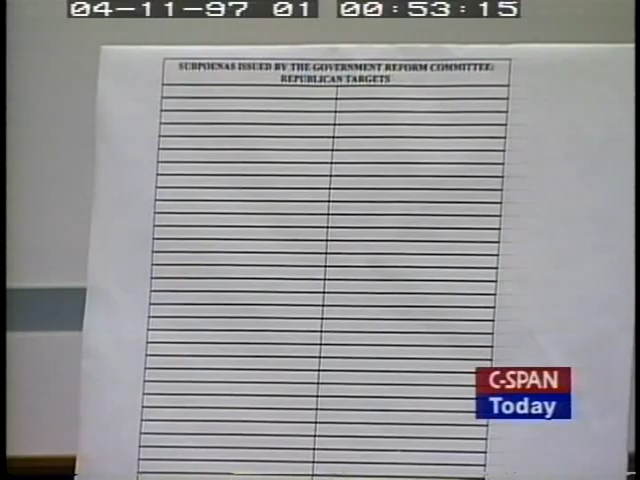 04-11-97 01 00:53:15
SUBPOENAS ISSUED BY THE GOVERNMENT REFORM COMMITTEE:
REPUBLICAN TARGETS
C-SPAN
Today